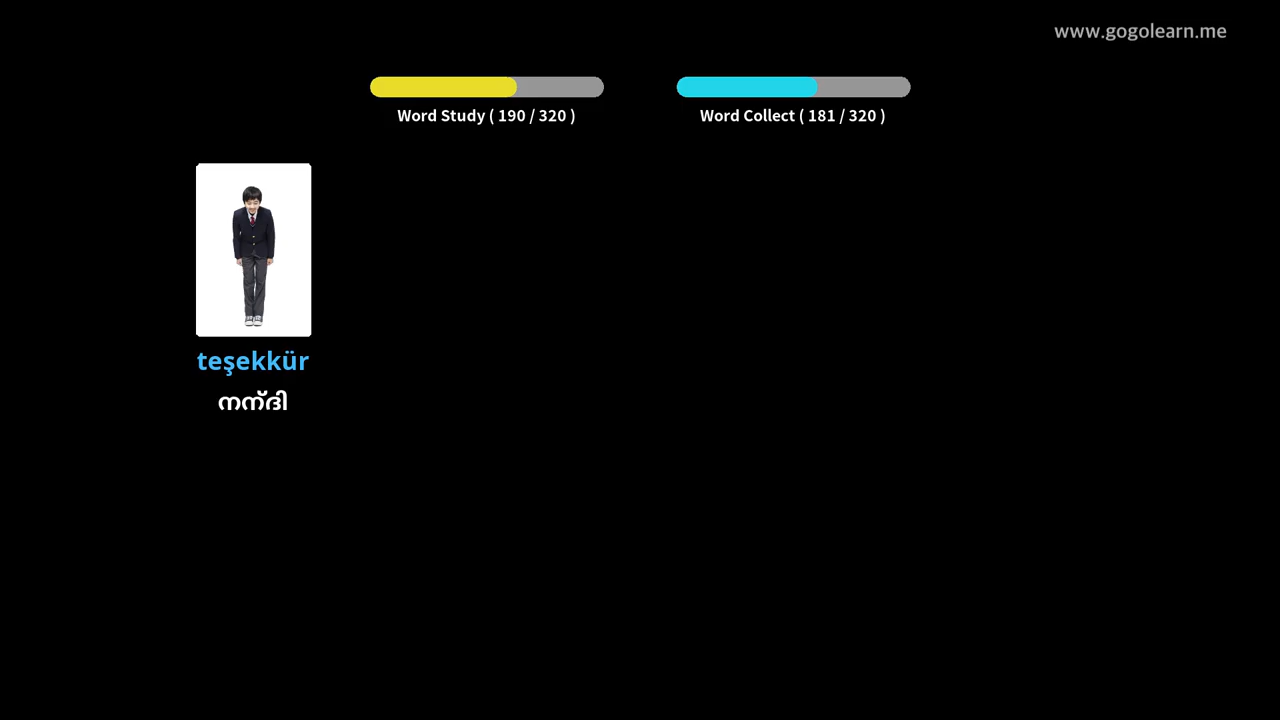 www.gogolearn.me
Word Study ( 190 / 320 )
Word Collect ( 181 / 320 )
teşekkür
നന്ദി